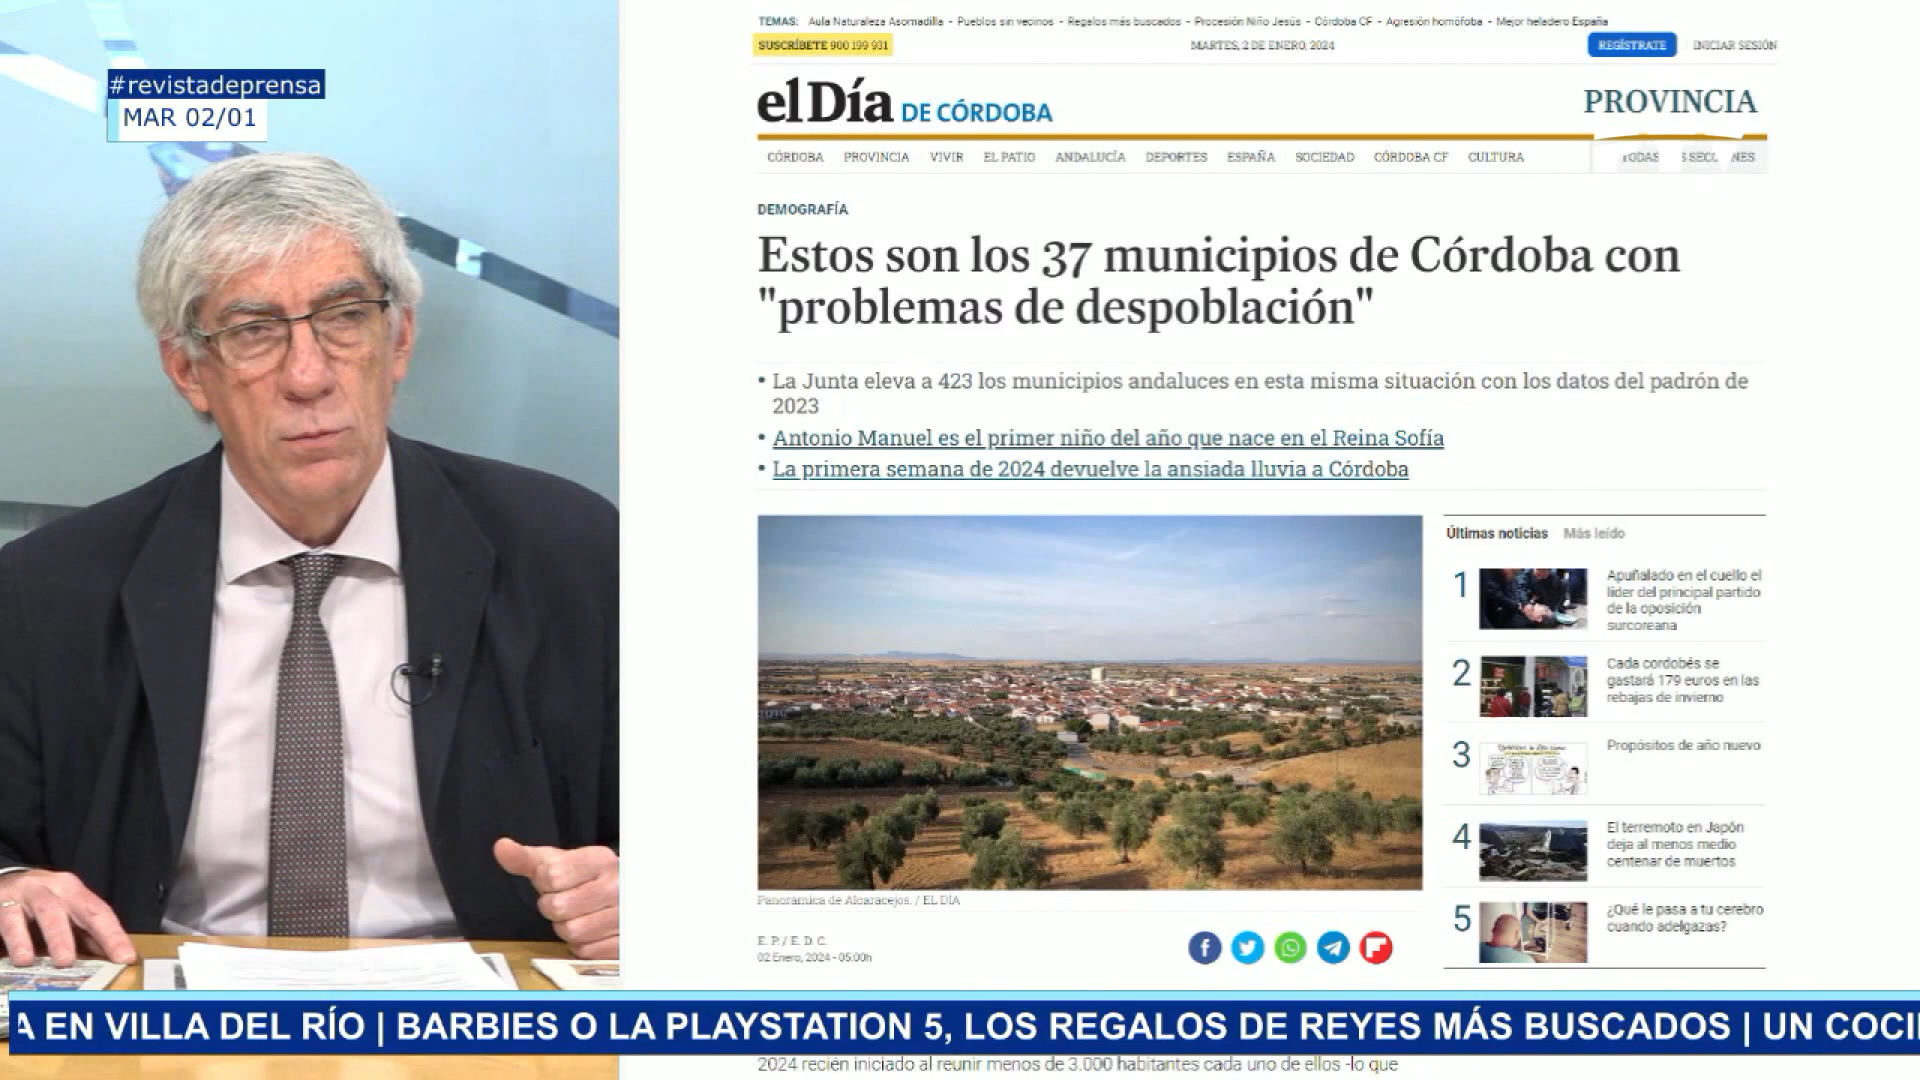 #revistadeprensa
MAR 02/01
TEMAS: Aula Naturaleza Asomadilla - Pueblos sin vecinos - Regalos más buscados - Procesión Niño Jesús - Córdoba CF - Agresión homófoba - Mejor heladero España
SUSCRÍBETE 900 199 931
MARTES, 2 DE ENERO, 2024
REGÍSTRATE
INICIAR SESIÓN
el Día DE CÓRDOBA
PROVINCIA
CÓRDOBA PROVINCIA VIVIR EL PATIO ANDALUCÍA DEPORTES ESPAÑA SOCIEDAD CÓRDOBA CF CULTURA
DEMOGRAFÍA
Estos son los 37 municipios de Córdoba con
"problemas de despoblación"
• La Junta eleva a 423 los municipios andaluces en esta misma situación con los datos del padrón de
2023
• Antonio Manuel es el primer niño del año que nace en el Reina Sofía
• La primera semana de 2024 devuelve la ansiada lluvia a Córdoba
Panorámica de Alcaracejos. / EL DÍA
E. P. / E. D. C.
02 Enero, 2024 - 05:00h
Últimas noticias Más leído
1
Apuñalado en el cuello el
líder del principal partido
de la oposición
surcoreana
2
Cada cordobés se
gastará 179 euros en las
rebajas de invierno
3
Propósitos de año nuevo
4
El terremoto en Japón
deja al menos medio
centenar de muertos
5
¿Qué le pasa a tu cerebro
cuando adelgazas?
A EN VILLA DEL RÍO | BARBIES O LA PLAYSTATION 5, LOS REGALOS DE REYES MÁS BUSCADOS | UN COCI
2024 recién iniciado al reunir menos de 3.000 habitantes cada uno de ellos -lo que